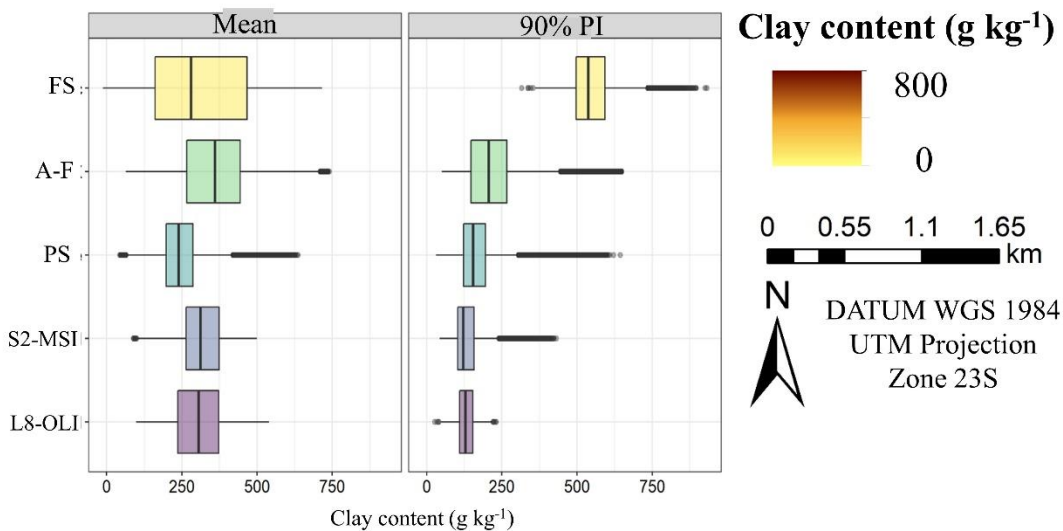 Mean
90% PI
FS
A-F
PS
S2-MSI
L8-OLI
0 250 500 750
0 250 500 750
Clay content (g kg⁻¹)
Clay content (g kg⁻¹)
800
0
0 0.55 1.1 1.65
km
N
DATUM WGS 1984
UTM Projection
Zone 23S